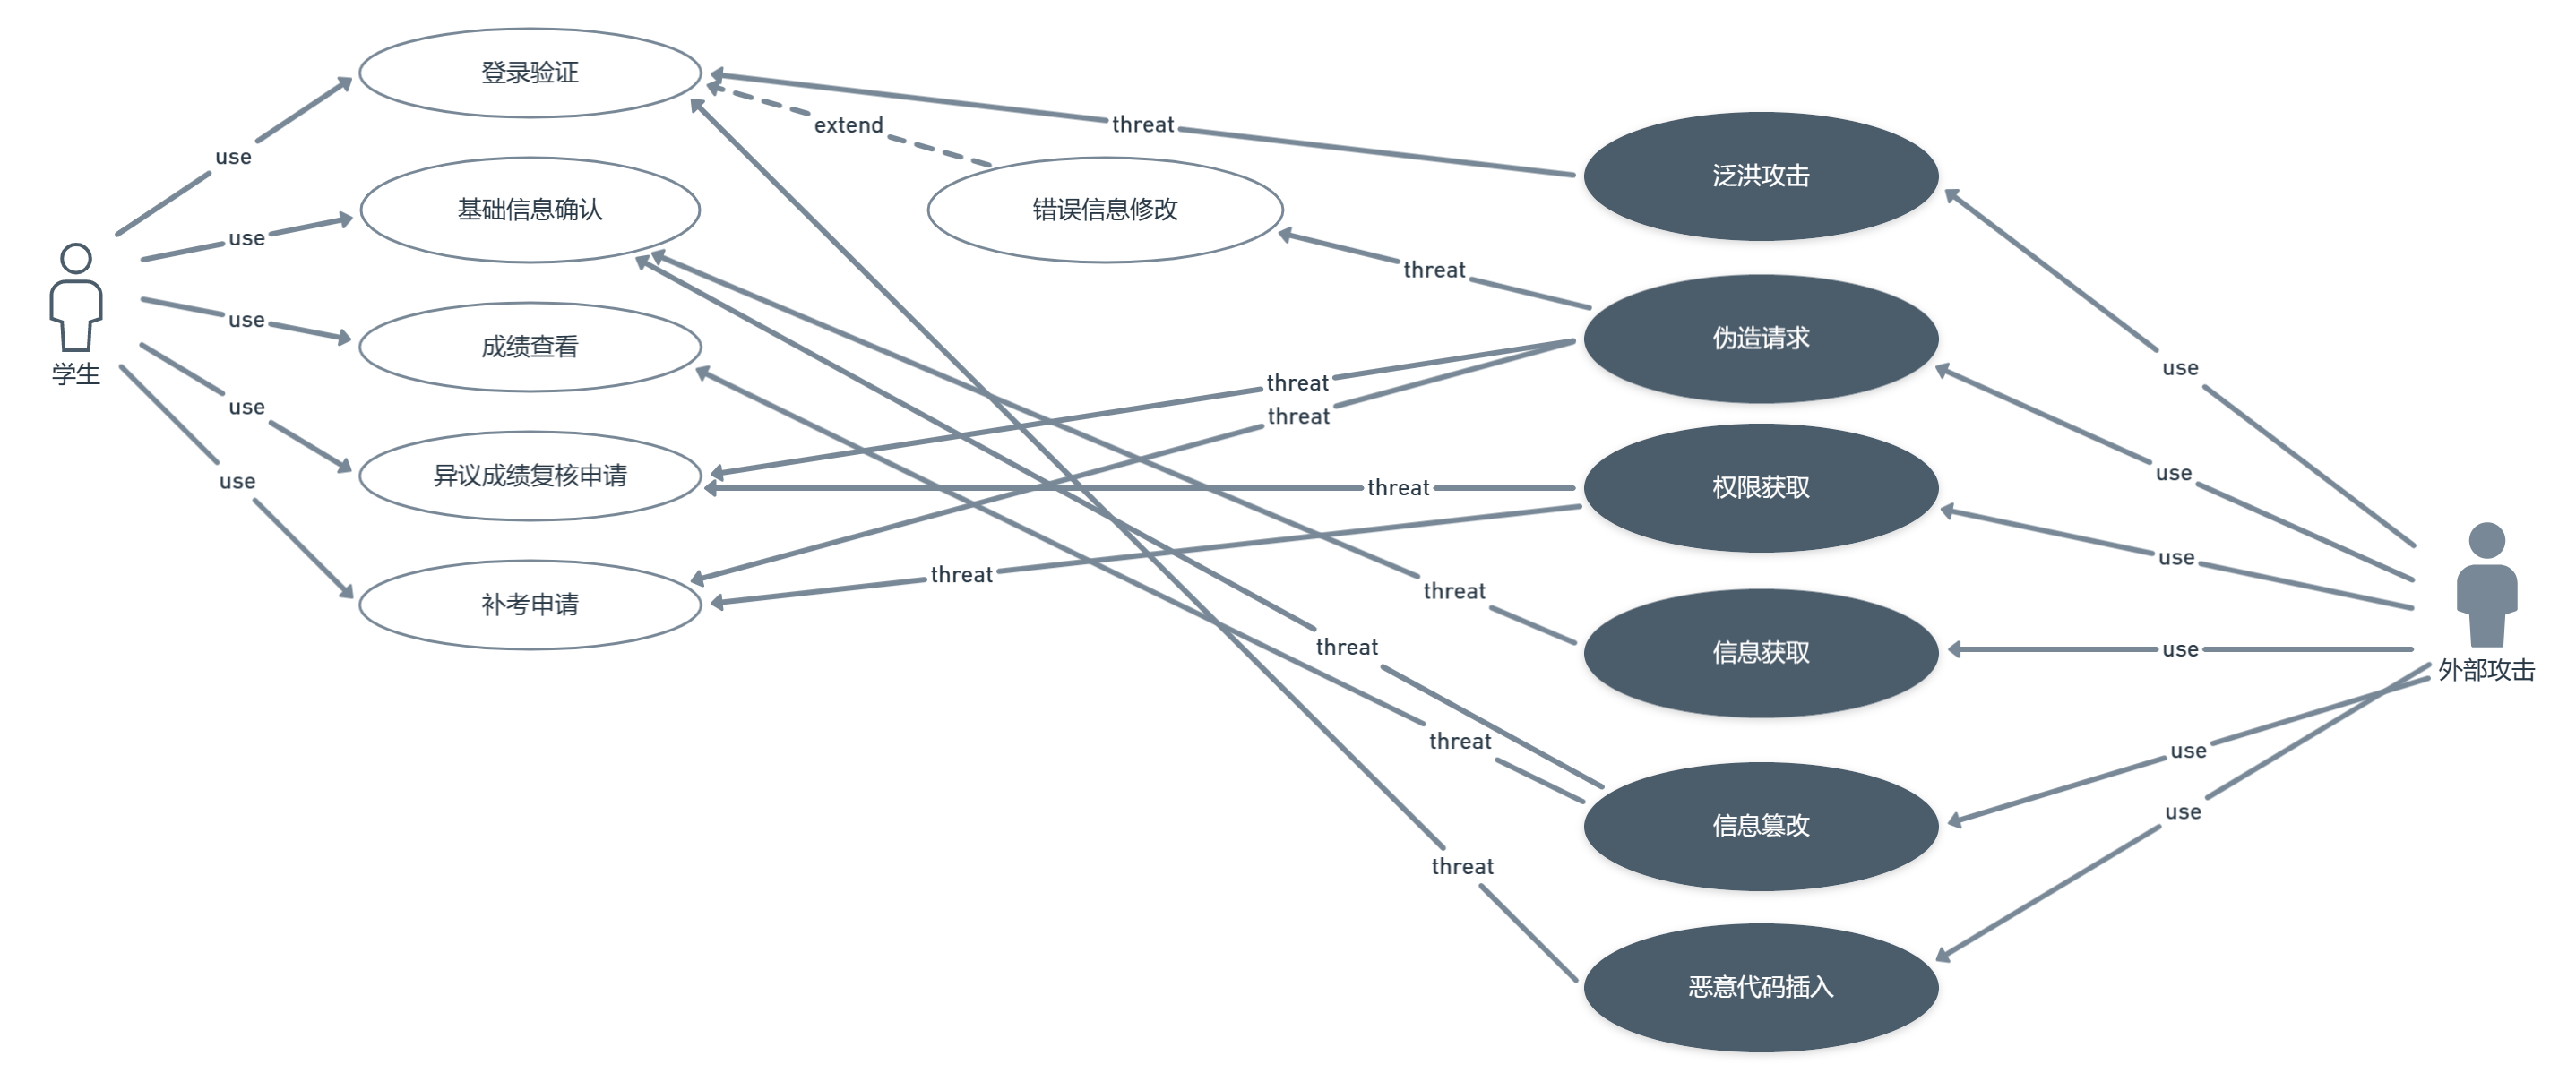 登录验证
threat
extend
use
泛洪攻击
基础信息确认
错误信息修改
use
threat
use
成绩查看
伪造请求
学生
threat
use
use
threat
异议成绩复核申请
use
use
threat
权限获取
use
threat
补考申请
threat
threat
use
信息获取
外部攻击
threat
use
use
信息篡改
threat
恶意代码插入